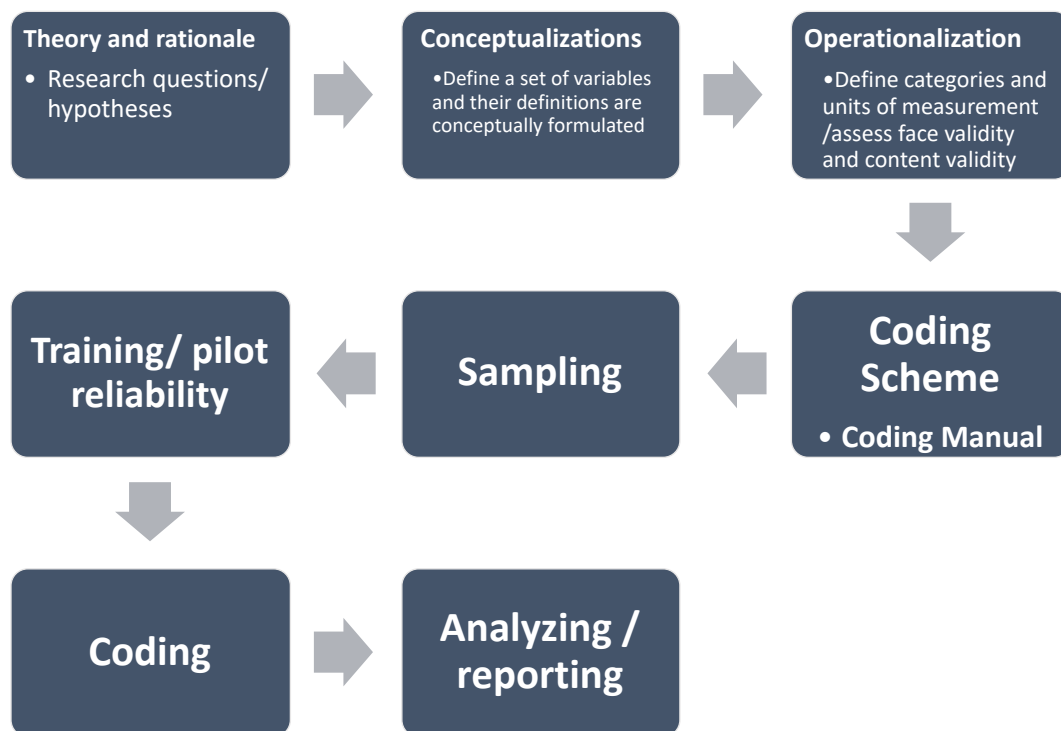 Theory and rationale
• Research questions/
hypotheses
Conceptualizations
•Define a set of variables
and their definitions are
conceptually formulated
Operationalization
•Define categories and
units of measurement
/assess face validity
and content validity
Coding
Scheme
• Coding Manual
Sampling
Training/ pilot
reliability
Coding
Analyzing /
reporting